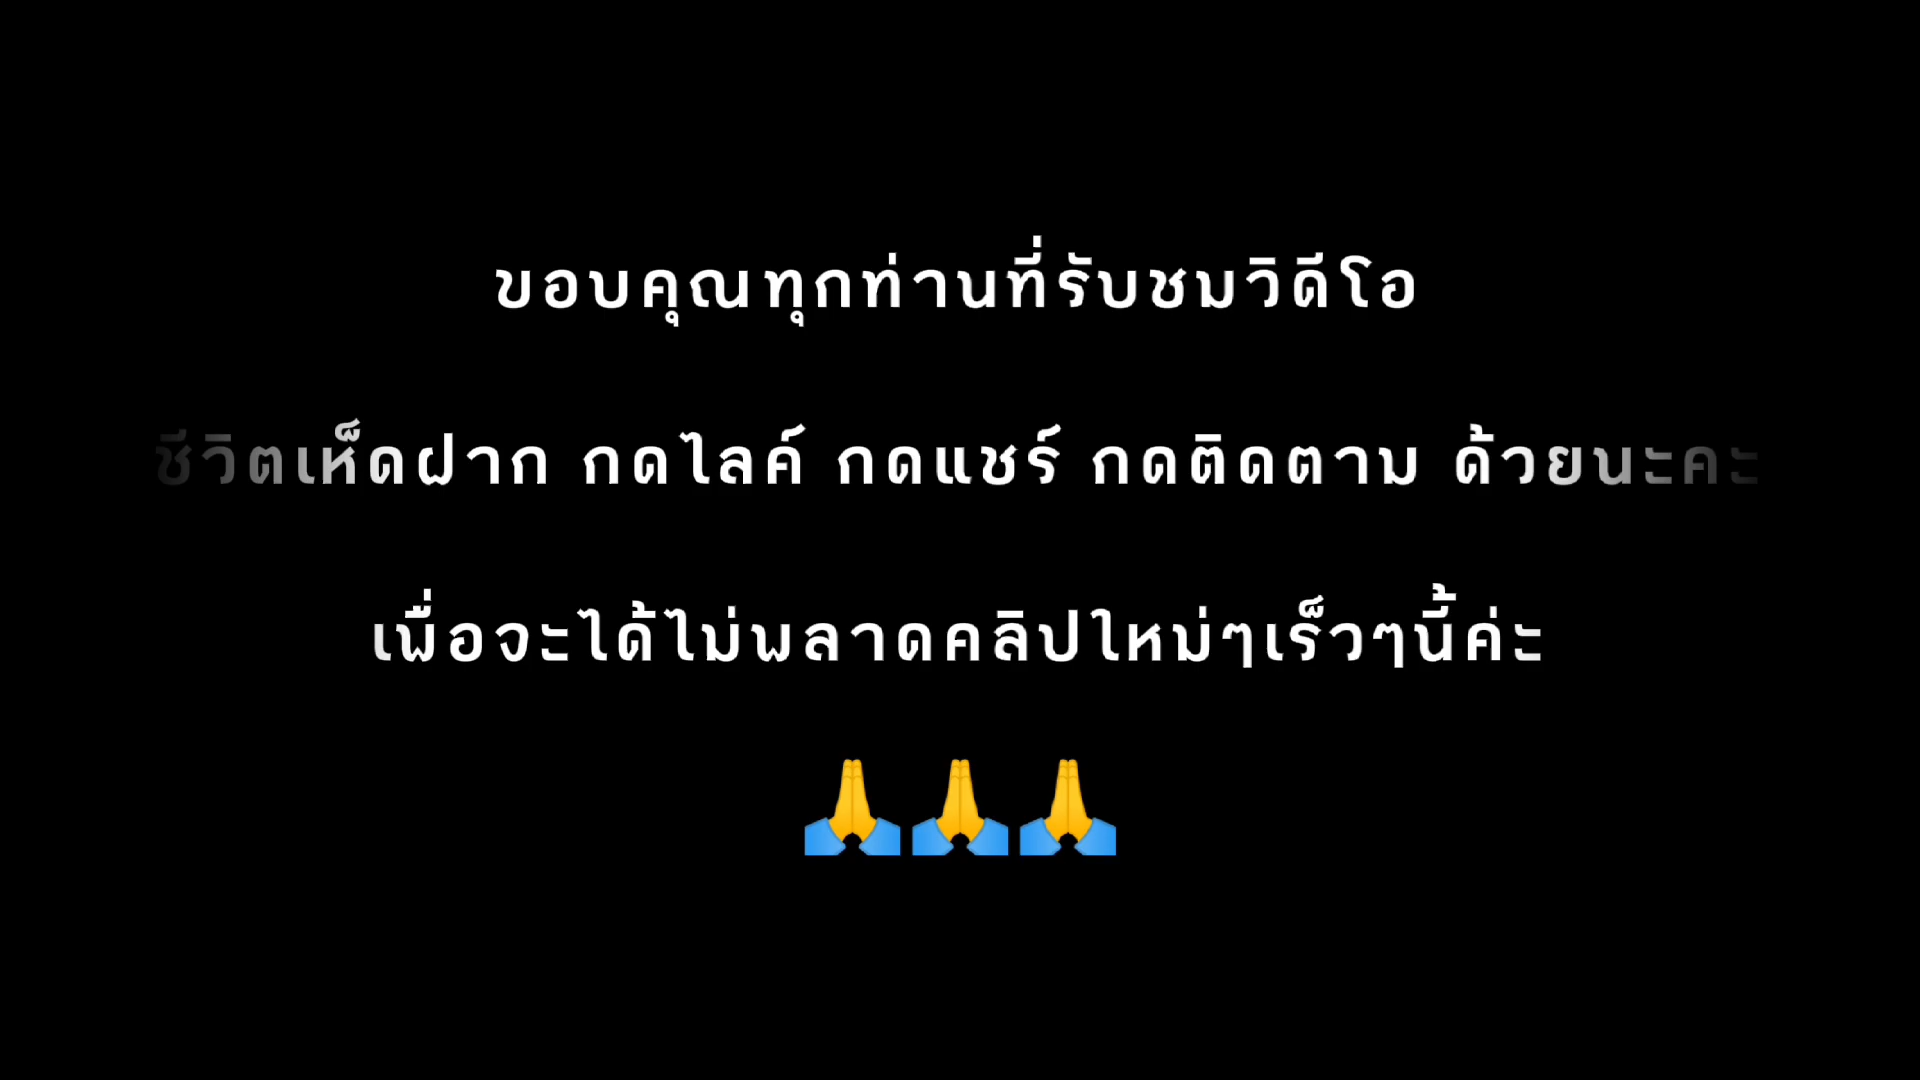 ขอบคุณทุกท่านที่รับชมวิดีโอ
ชีวิตเห็ดฝาก กดไลค์ กดแชร์ กดติดตาม ด้วยนะคะ
เพื่อจะได้ไม่พลาดคลิปใหม่ๆเร็วๆนี้ค่ะ
🙏🙏🙏